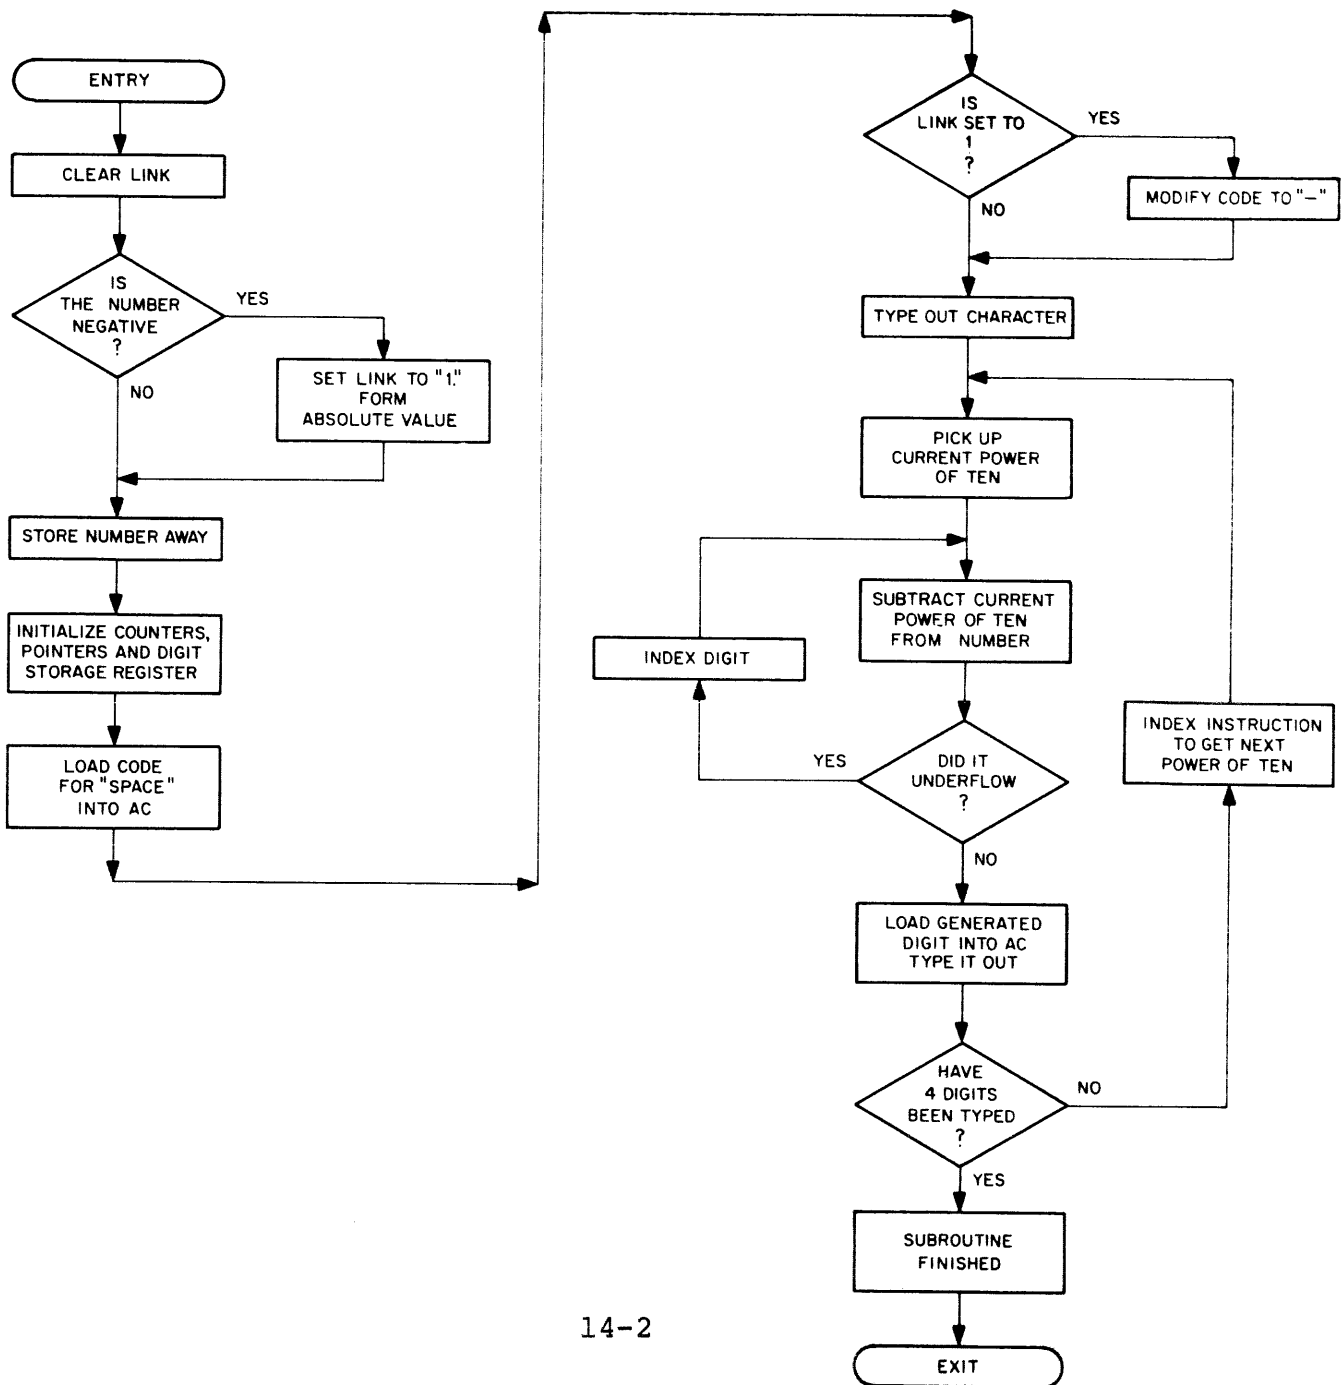 ENTRY
CLEAR LINK
IS
THE NUMBER
NEGATIVE
?
YES
NO
SET LINK TO "1."
FORM
ABSOLUTE VALUE
STORE NUMBER AWAY
INITIALIZE COUNTERS,
POINTERS AND DIGIT
STORAGE REGISTER
LOAD CODE
FOR "SPACE"
INTO AC
IS
LINK SET TO
1
?
YES
NO
MODIFY CODE TO "—"
TYPE OUT CHARACTER
PICK UP
CURRENT POWER
OF TEN
SUBTRACT CURRENT
POWER OF TEN
FROM NUMBER
INDEX DIGIT
DID IT
UNDERFLOW
?
YES
NO
INDEX INSTRUCTION
TO GET NEXT
POWER OF TEN
LOAD GENERATED
DIGIT INTO AC
TYPE IT OUT
HAVE
4 DIGITS
BEEN TYPED
?
NO
YES
SUBROUTINE
FINISHED
EXIT
14-2